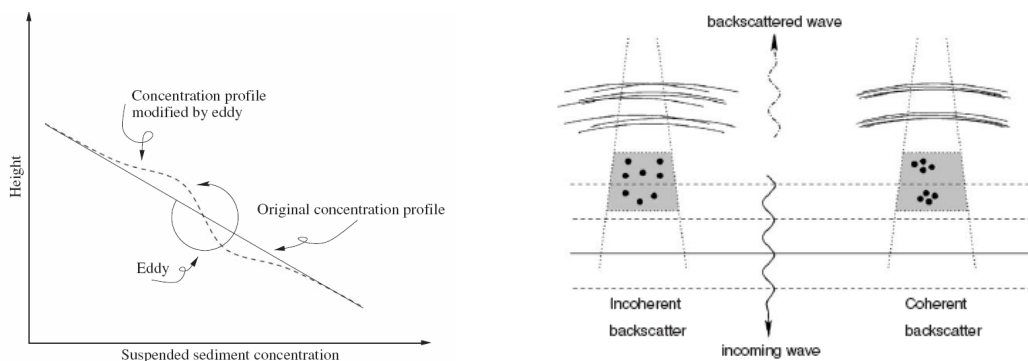 Concentration profile
modified by eddy
Height
Original concentration profile
Eddy
Suspended sediment concentration
backscattered wave
Incoherent
backscatter
Coherent
backscatter
incoming wave